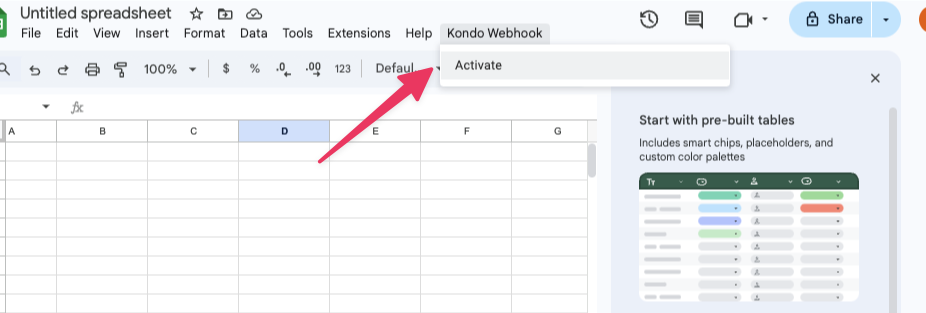 Untitled spreadsheet
File Edit View Insert Format Data Tools Extensions Help Kondo Webhook
Share
Activate
100% $ % .0 .00 123 Defaul...
fx
A B C D E F G
Start with pre-built tables
Includes smart chips, placeholders, and
custom color palettes
Tт